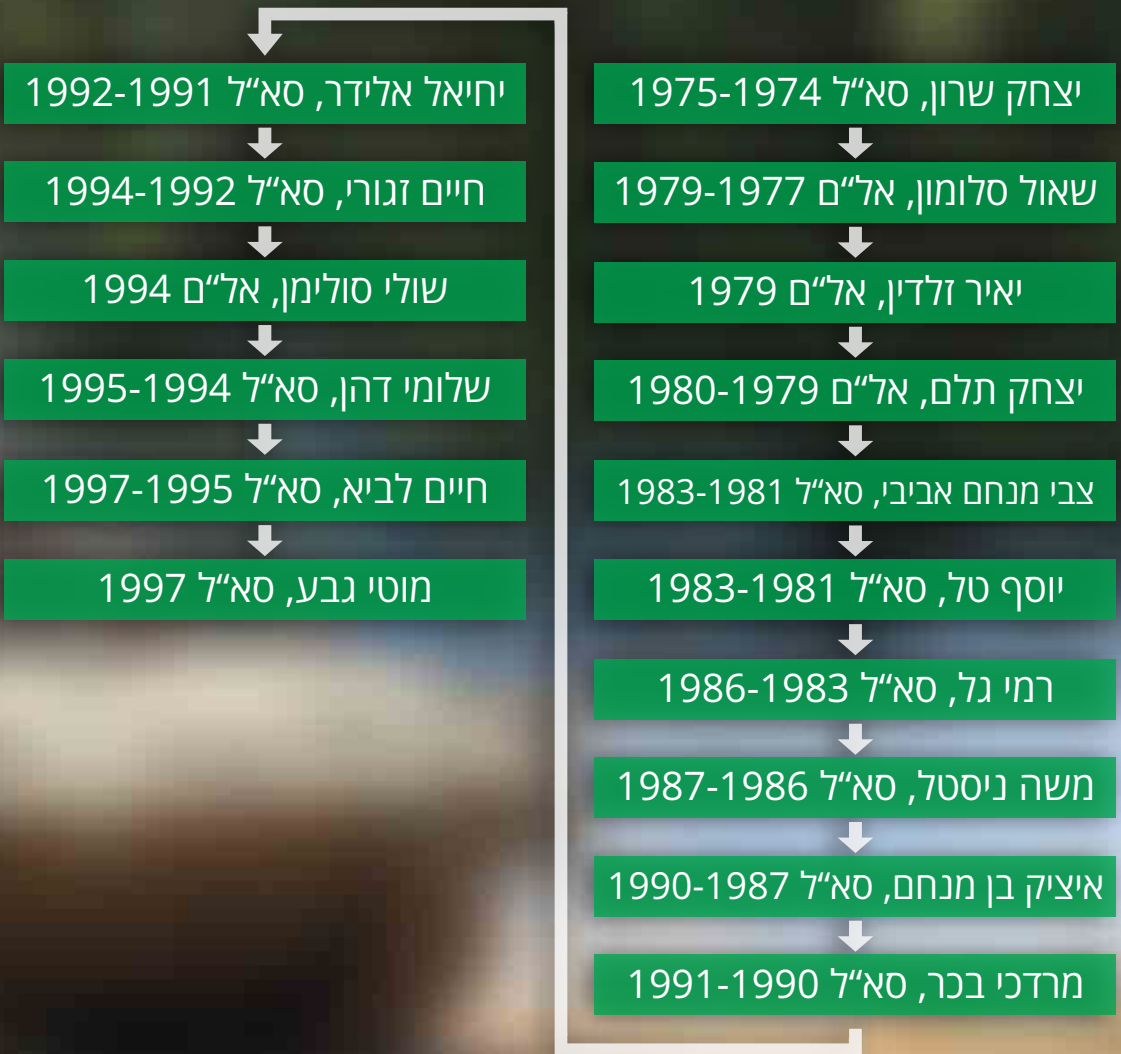 יצחק שרון, סא“ל 1975-1974
שאול סלומון, אל“ם 1979-1977
יאיר זלדין, אל“ם 1979
יצחק תלם, אל“ם 1980-1979
צבי מנחם אביבי, סא“ל 1983-1981
יוסף טל, סא“ל 1983-1981
רמי גל, סא“ל 1986-1983
משה ניסטל, סא“ל 1987-1986
איציק בן מנחם, סא“ל 1990-1987
מרדכי בכר, סא“ל 1991-1990
יחיאל אלידר, סא“ל 1992-1991
חיים זגורי, סא“ל 1994-1992
שולי סולימן, אל“ם 1994
שלומי דהן, סא“ל 1995-1994
חיים לביא, סא“ל 1997-1995
מוטי גבע, סא“ל 1997